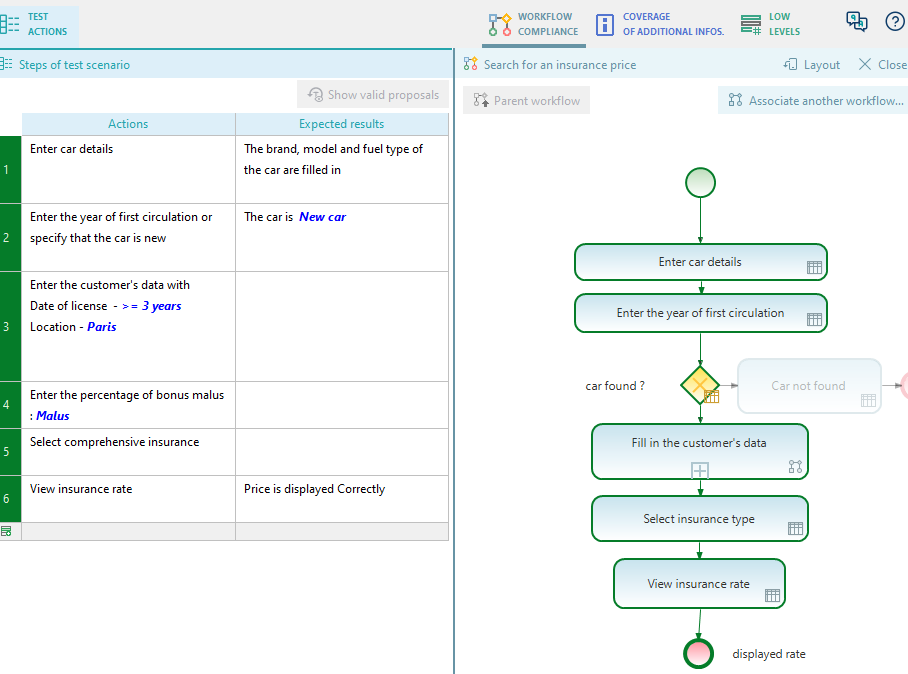 TEST
ACTIONS
WORKFLOW
COMPLIANCE
COVERAGE
OF ADDITIONAL INFOS.
LOW
LEVELS
Steps of test scenario
Search for an insurance price
Layout
Close
Show valid proposals
Parent workflow
Associate another workflow...
Actions
Expected results
1
Enter car details
The brand, model and fuel type of
the car are filled in
2
Enter the year of first circulation or
specify that the car is new
The car is New car
3
Enter the customer's data with
Date of license - >= 3 years
Location - Paris
4
Enter the percentage of bonus malus
: Malus
5
Select comprehensive insurance
6
View insurance rate
Price is displayed Correctly
Enter car details
Enter the year of first circulation
car found ?
Car not found
Fill in the customer's data
Select insurance type
View insurance rate
displayed rate